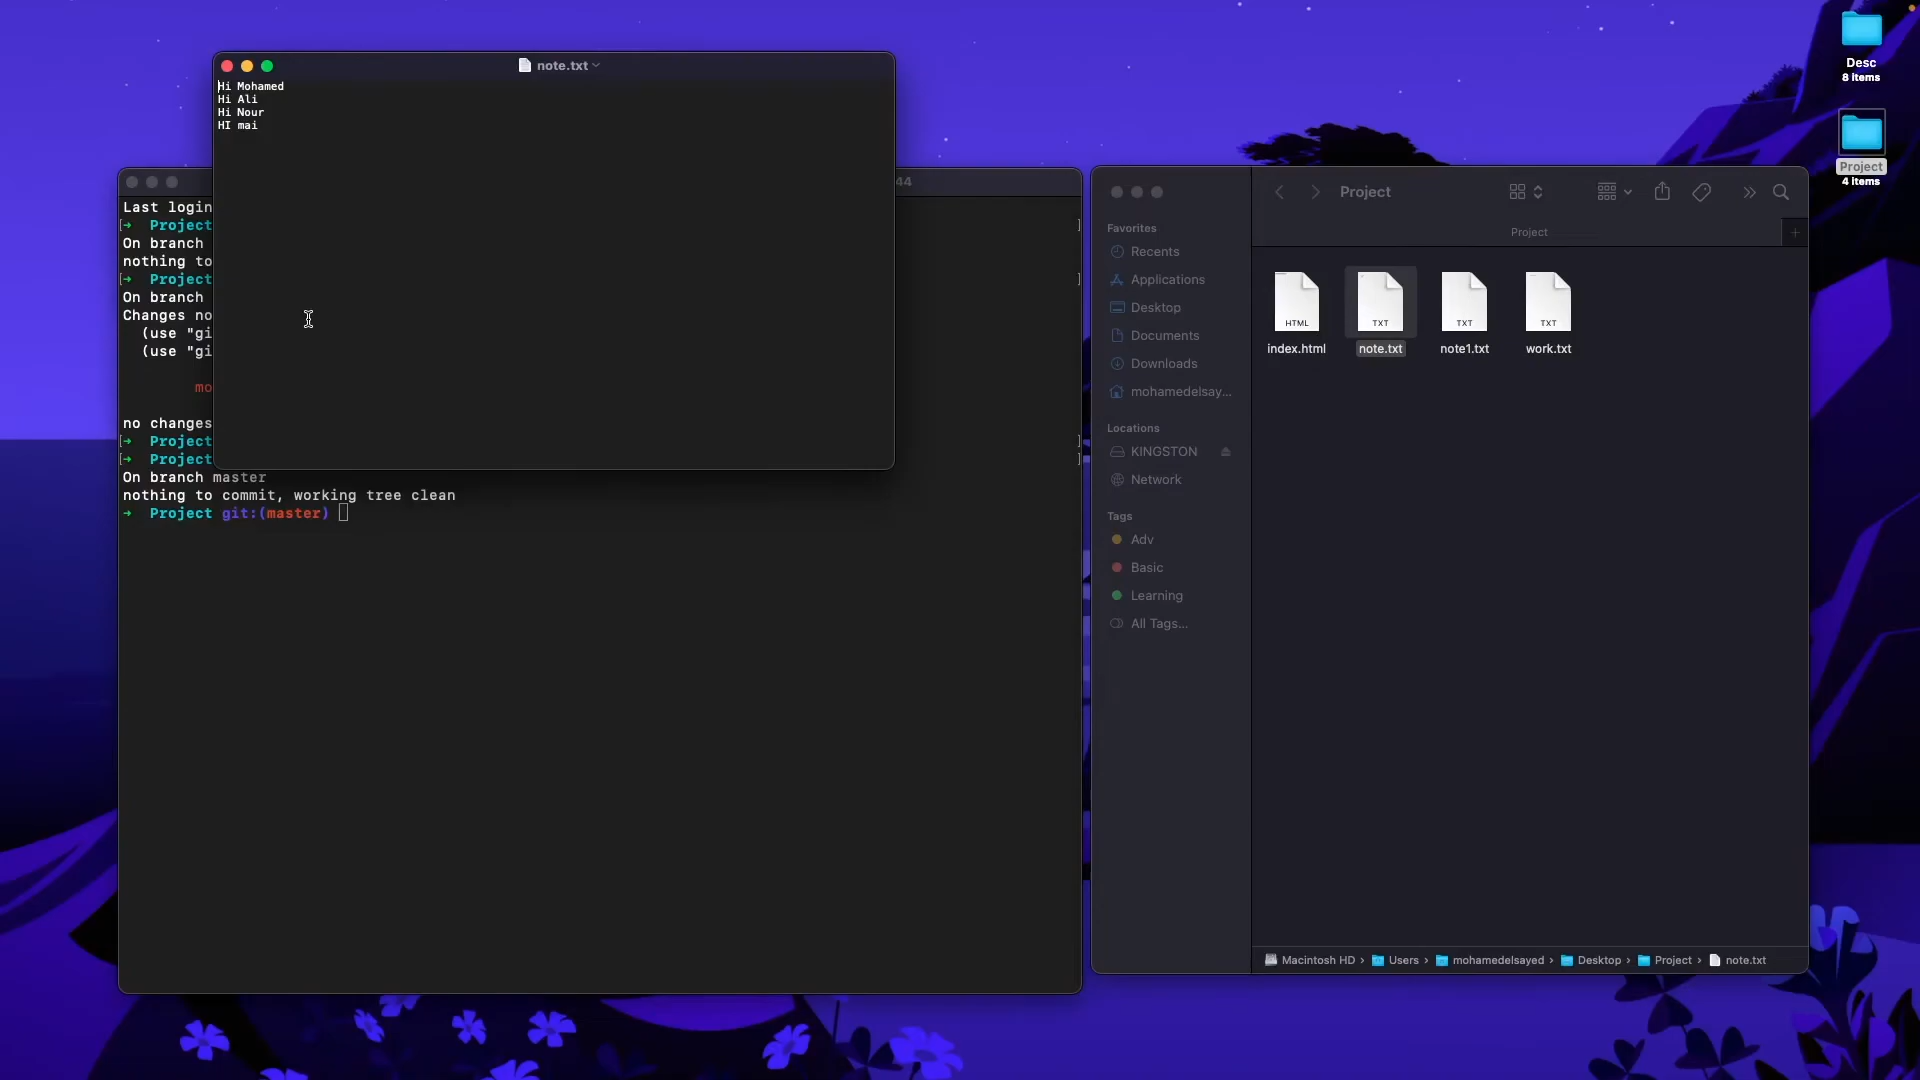 note.txt
Hi Mohamed
Hi Ali
Hi Nour
HI mai
44
Last login
[→ Project ]
On branch
nothing to
[→ Project ]
On branch
Changes no
(use "gi
(use "gi
mo
no changes
[→ Project ]
[→ Project ]
On branch master
nothing to commit, working tree clean
→ Project git:(master)
Project
Project
+
Favorites
Recents
Applications
Desktop
Documents
Downloads
mohamedelsay...
Locations
KINGSTON
Network
Tags
Adv
Basic
Learning
All Tags...
HTML
TXT
TXT
TXT
index.html
note.txt
note1.txt
work.txt
Macintosh HD › Users › mohamedelsayed › Desktop › Project › note.txt
Desc
8 items
Project
4 items